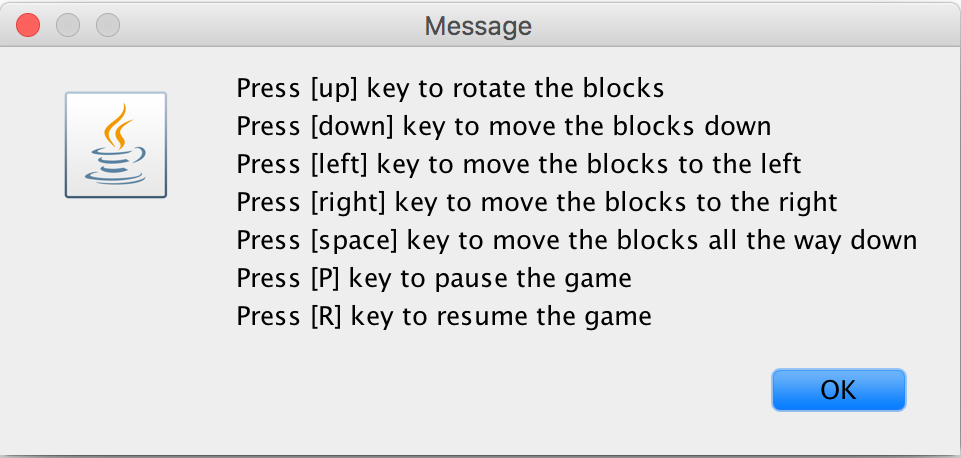 Message
Press [up] key to rotate the blocks
Press [down] key to move the blocks down
Press [left] key to move the blocks to the left
Press [right] key to move the blocks to the right
Press [space] key to move the blocks all the way down
Press [P] key to pause the game
Press [R] key to resume the game
OK